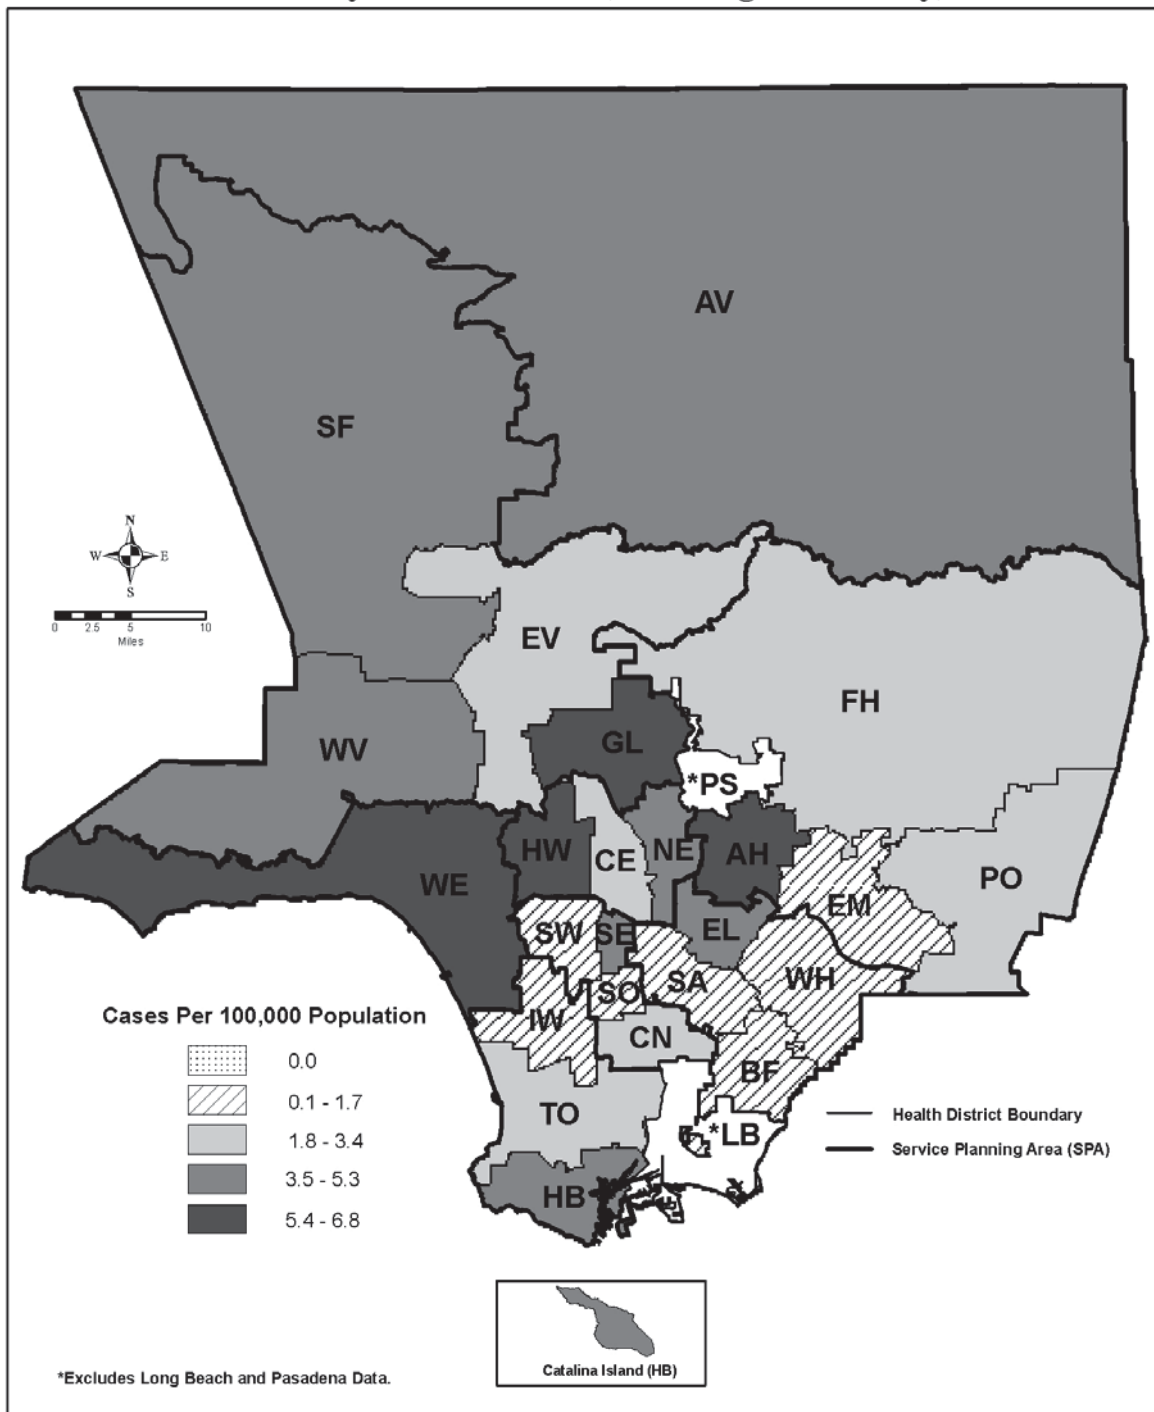 AV
SF
N
W E
S
0 2.5 5 10
Miles
EV
FH
WV
GL
*PS
HW
CE
NE
AH
WE
PO
EM
SW
SE
EL
SA
WH
SO
IW
CN
BF
TO
*LB
HB
Cases Per 100,000 Population
0.0
0.1 - 1.7
1.8 - 3.4
3.5 - 5.3
5.4 - 6.8
Health District Boundary
Service Planning Area (SPA)
Catalina Island (HB)
*Excludes Long Beach and Pasadena Data.